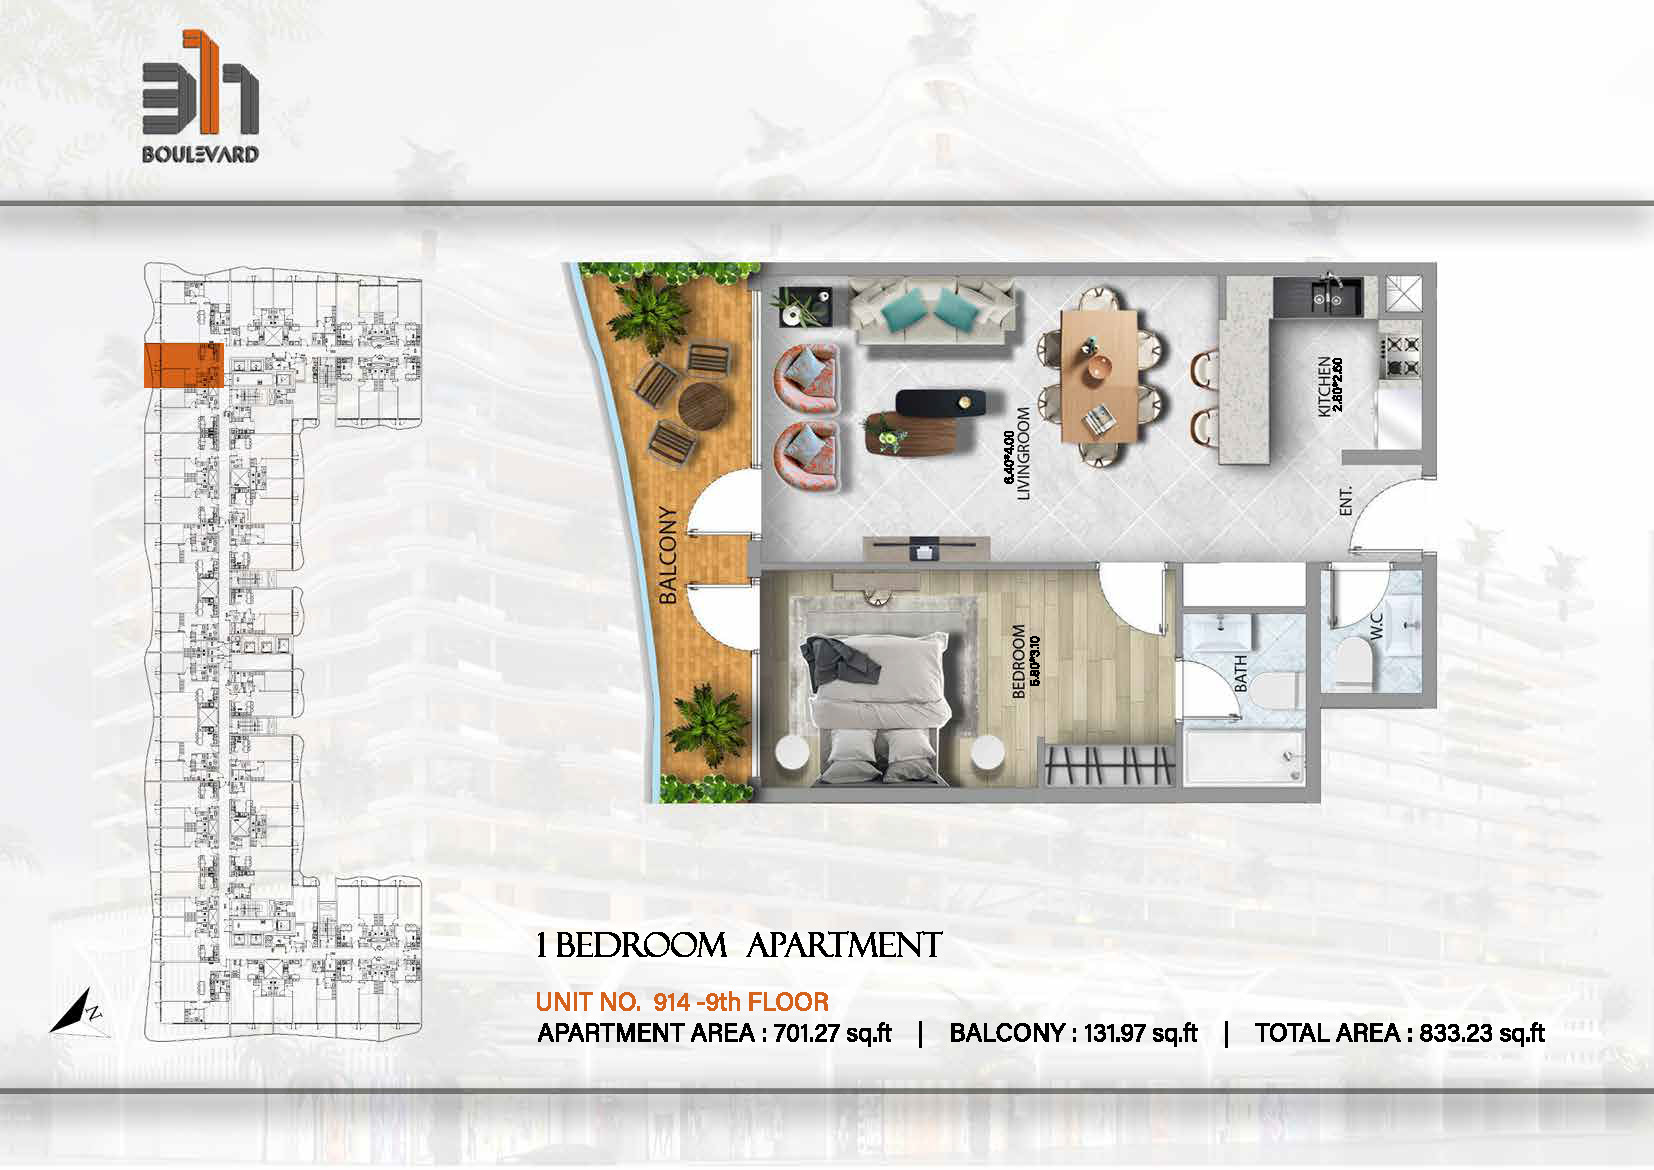 311
BOULEVARD
BALCONY
6.40*4.00
LIVINGROOM
KITCHEN
2.80*2.60
ENT.
BEDROOM
5.80*3.10
BATH
W.C
N
1 BEDROOM APARTMENT
UNIT NO. 914 -9th FLOOR
APARTMENT AREA : 701.27 sq.ft | BALCONY : 131.97 sq.ft | TOTAL AREA : 833.23 sq.ft